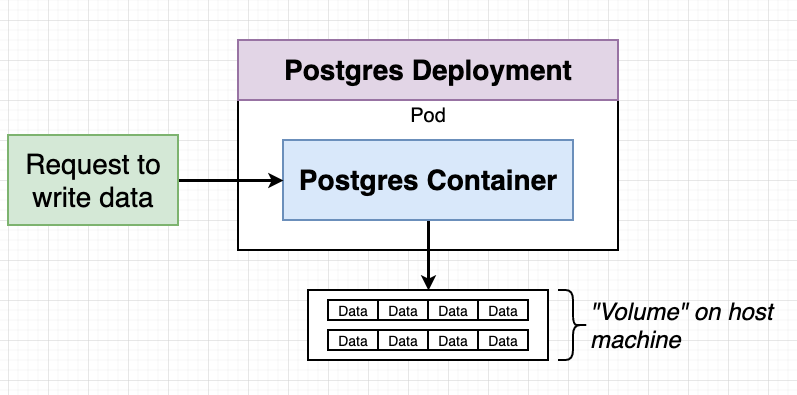 Postgres Deployment
Pod
Request to
write data
Postgres Container
Data Data Data Data
Data Data Data Data
"Volume" on host
machine